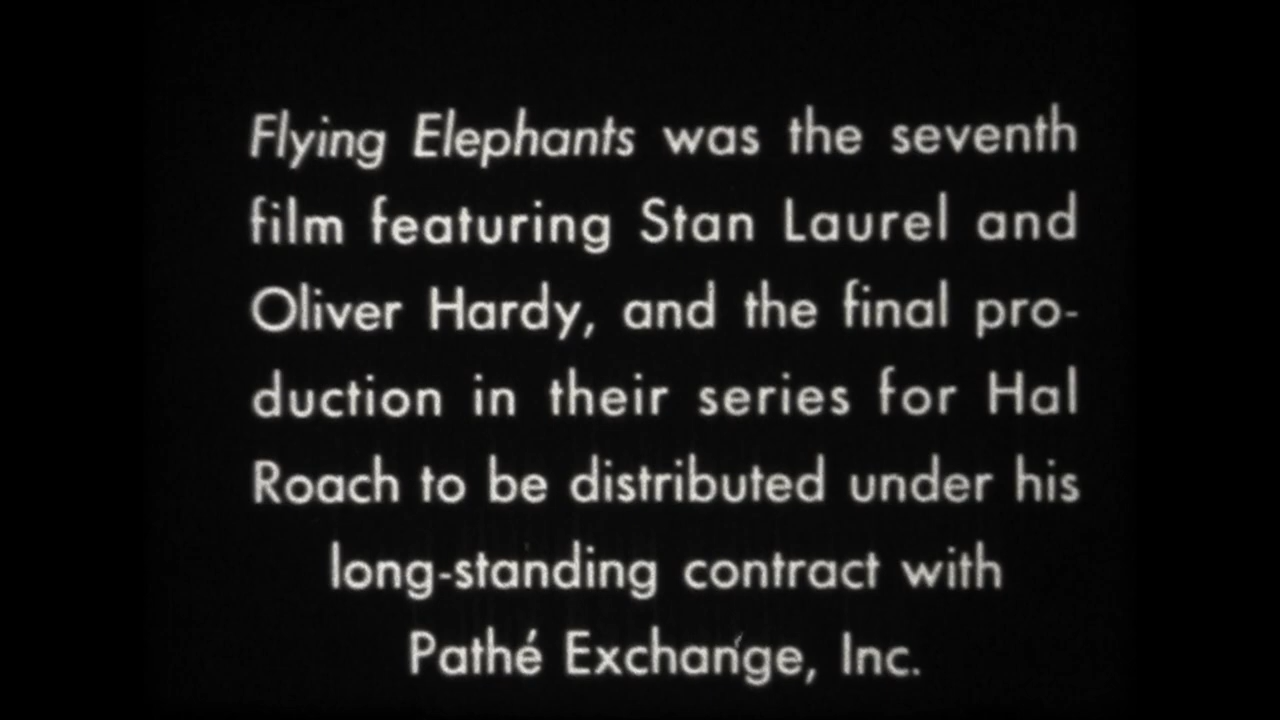 Flying Elephants was the seventh
film featuring Stan Laurel and
Oliver Hardy, and the final pro-
duction in their series for Hal
Roach to be distributed under his
long-standing contract with
Pathé Exchange, Inc.